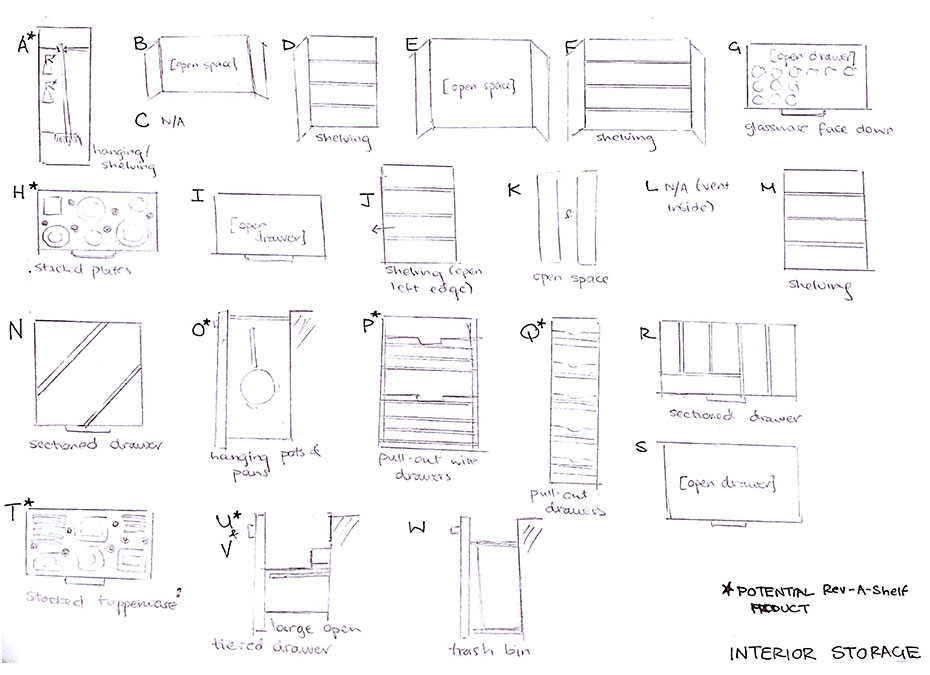 A*
hanging/
shelving
B
[open space]
C N/A
D
shelving
E
[open space]
F
shelving
G
[open drawer]
glassware face down
H*
stacked plates
I
[open
drawer]
J
shelving (open
left edge)
K
&
open space
L N/A (vent
inside)
M
shelving
N
sectioned drawer
O*
hanging pots &
pans
P*
pull-out wire
drawers
Q*
pull-out
drawers
R
sectioned drawer
S
[open drawer]
T*
stacked tupperware
U*
&
V
large open
tiered drawer
W
trash bin
* POTENTIAL Rev-A-Shelf
PRODUCT
INTERIOR STORAGE